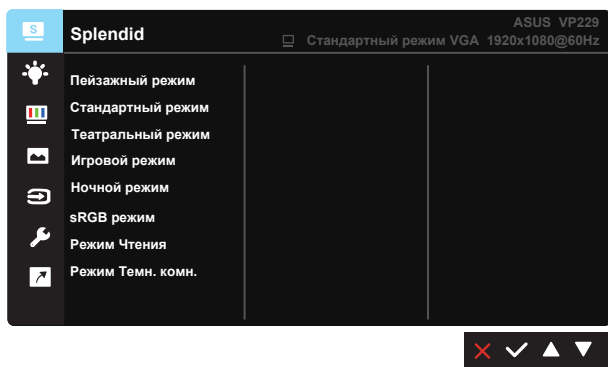 S
Splendid
ASUS VP229
Стандартный режим VGA 1920x1080@60Hz
Пейзажный режим
Стандартный режим
Театральный режим
Игровой режим
Ночной режим
sRGB режим
Режим Чтения
Режим Темн. комн.